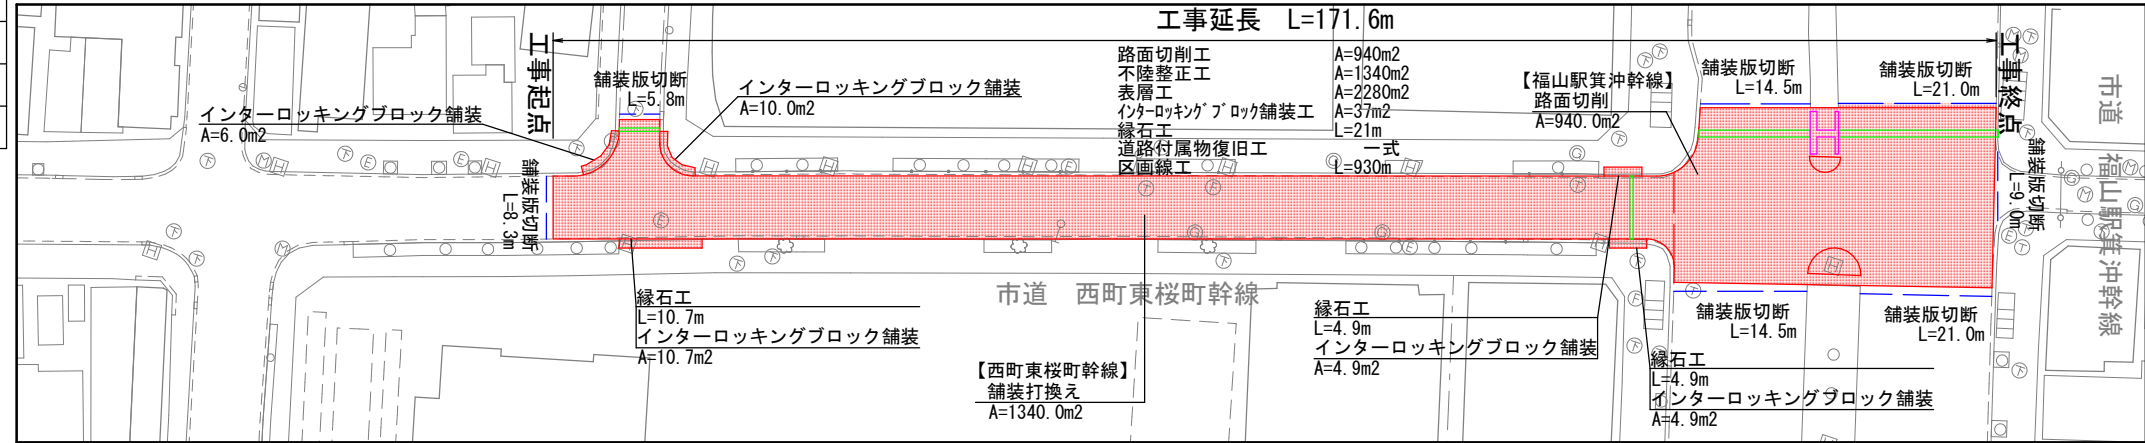 工事延長 L=171.6m
工事起点
工事終点
路面切削工 A=940m2
不陸整正工 A=1340m2
表層工 A=2280m2
インターロッキングブロック舗装工 A=37m2
縁石工 L=21m
道路付属物復旧工 一式
区画線工 L=930m
インターロッキングブロック舗装
A=6.0m2
舗装版切断
L=5.8m
インターロッキングブロック舗装
A=10.0m2
【福山駅箕沖幹線】
路面切削
A=940.0m2
舗装版切断
L=14.5m
舗装版切断
L=21.0m
市道 福山駅箕沖幹線
舗装版切断
L=8.3m
舗装版切断
L=9.0m
市道 西町東桜町幹線
縁石工
L=10.7m
インターロッキングブロック舗装
A=10.7m2
【西町東桜町幹線】
舗装打換え
A=1340.0m2
縁石工
L=4.9m
インターロッキングブロック舗装
A=4.9m2
舗装版切断
L=14.5m
舗装版切断
L=21.0m
縁石工
L=4.9m
インターロッキングブロック舗装
A=4.9m2